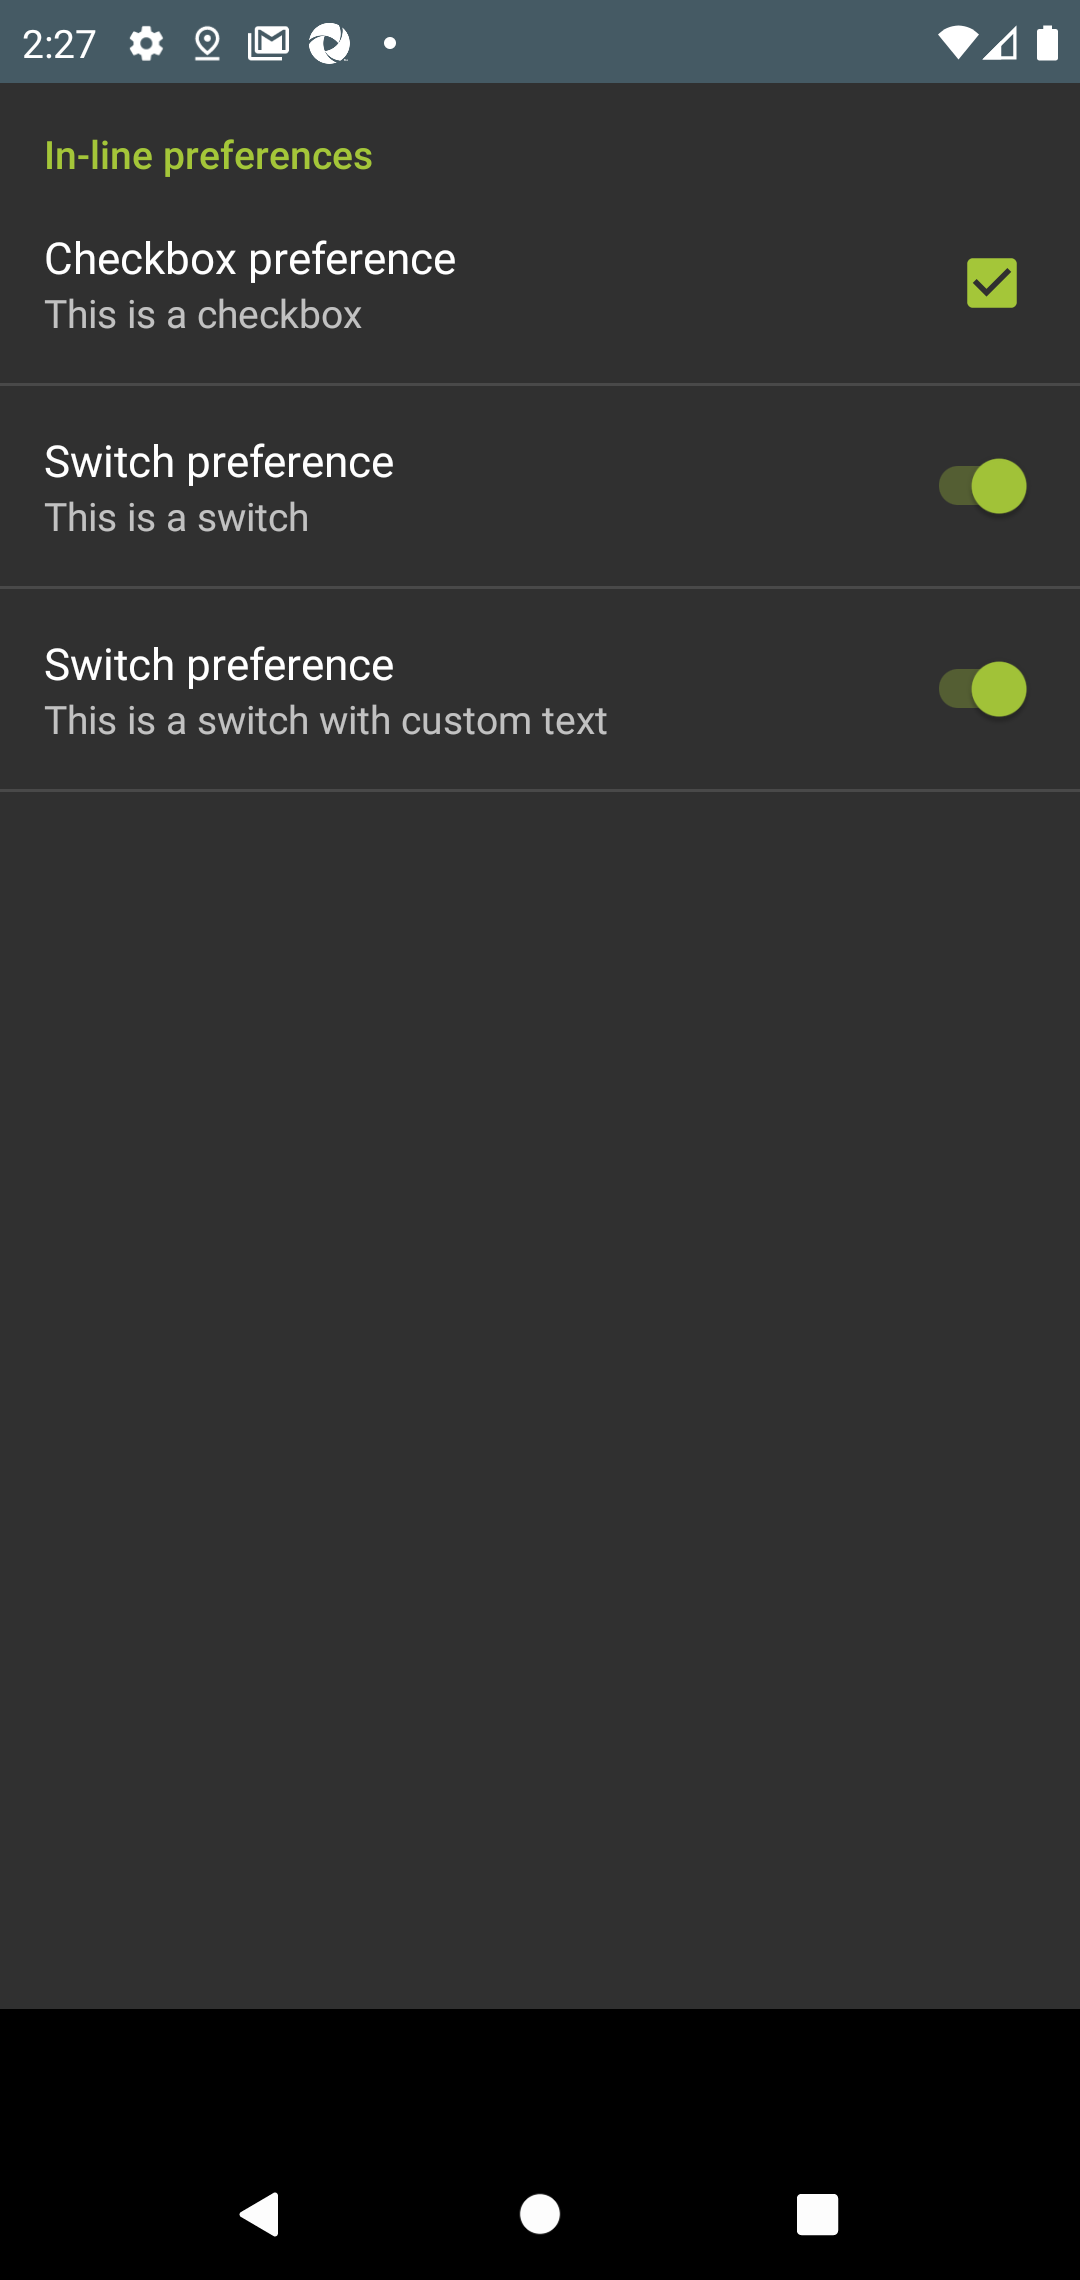 2:27
In-line preferences
Checkbox preference
This is a checkbox
Switch preference
This is a switch
Switch preference
This is a switch with custom text